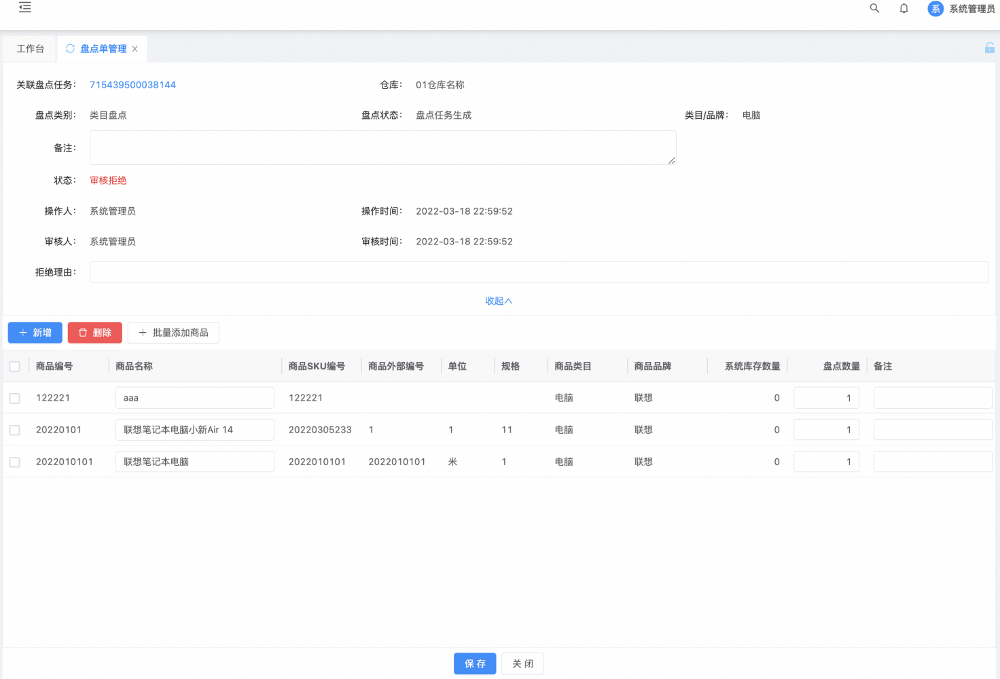 系 系统管理员
工作台 盘点单管理
关联盘点任务: 715439500038144 仓库: 01仓库名称
盘点类别: 类目盘点 盘点状态: 盘点任务生成 类目/品牌: 电脑
备注:
状态: 审核拒绝
操作人: 系统管理员 操作时间: 2022-03-18 22:59:52
审核人: 系统管理员 审核时间: 2022-03-18 22:59:52
拒绝理由:
收起
新增 删除 批量添加商品
商品编号 商品名称 商品SKU编号 商品外部编号 单位 规格 商品类目 商品品牌 系统库存数量 盘点数量 备注
122221 aaa 122221 电脑 联想 0 1
20220101 联想笔记本电脑小新Air 14 20220305233 1 1 11 电脑 联想 0 1
2022010101 联想笔记本电脑 2022010101 2022010101 米 1 电脑 联想 0 1
保 存 关 闭